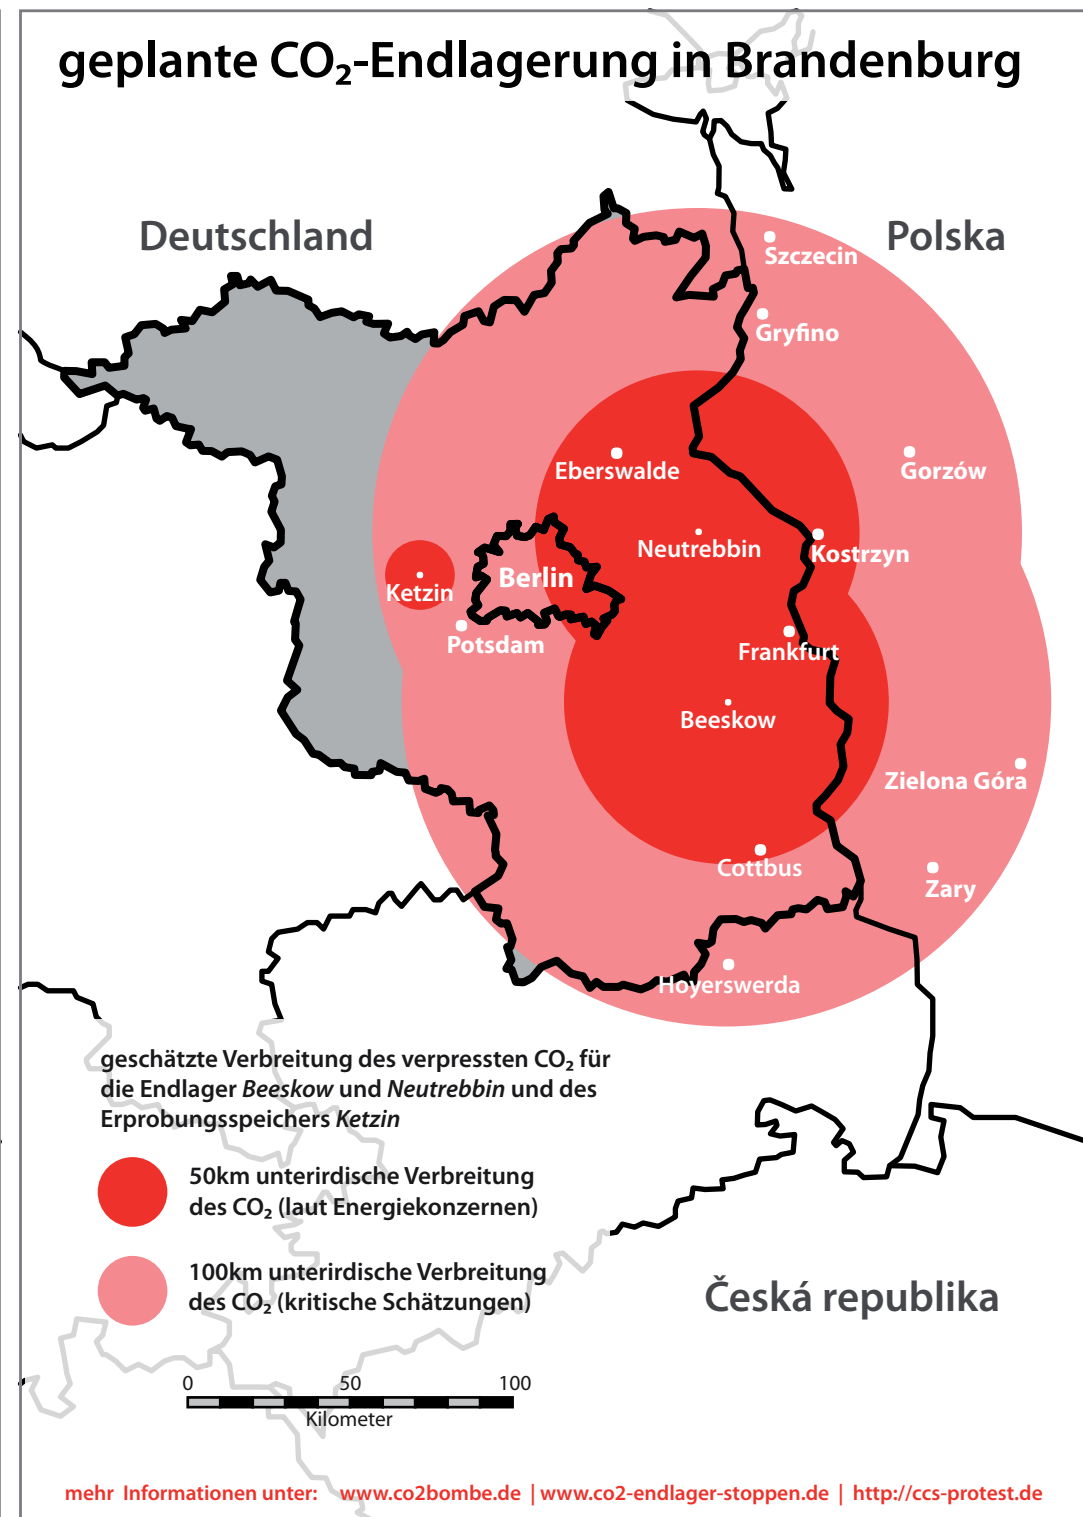 geplante CO₂-Endlagerung in Brandenburg
Deutschland
Polska
Szczecin
Gryfino
Eberswalde
Gorzów
Neutrebbin
Kostrzyn
Berlin
Ketzin
Potsdam
Frankfurt
Beeskow
Zielona Góra
Cottbus
Zary
Hoyerswerda
geschätzte Verbreitung des verpressten CO₂ für
die Endlager Beeskow und Neutrebbin und des
Erprobungsspeichers Ketzin
50km unterirdische Verbreitung
des CO₂ (laut Energiekonzernen)
100km unterirdische Verbreitung
des CO₂ (kritische Schätzungen)
Česká republika
0 50 100
Kilometer
mehr Informationen unter: www.co2bombe.de | www.co2-endlager-stoppen.de | http://ccs-protest.de